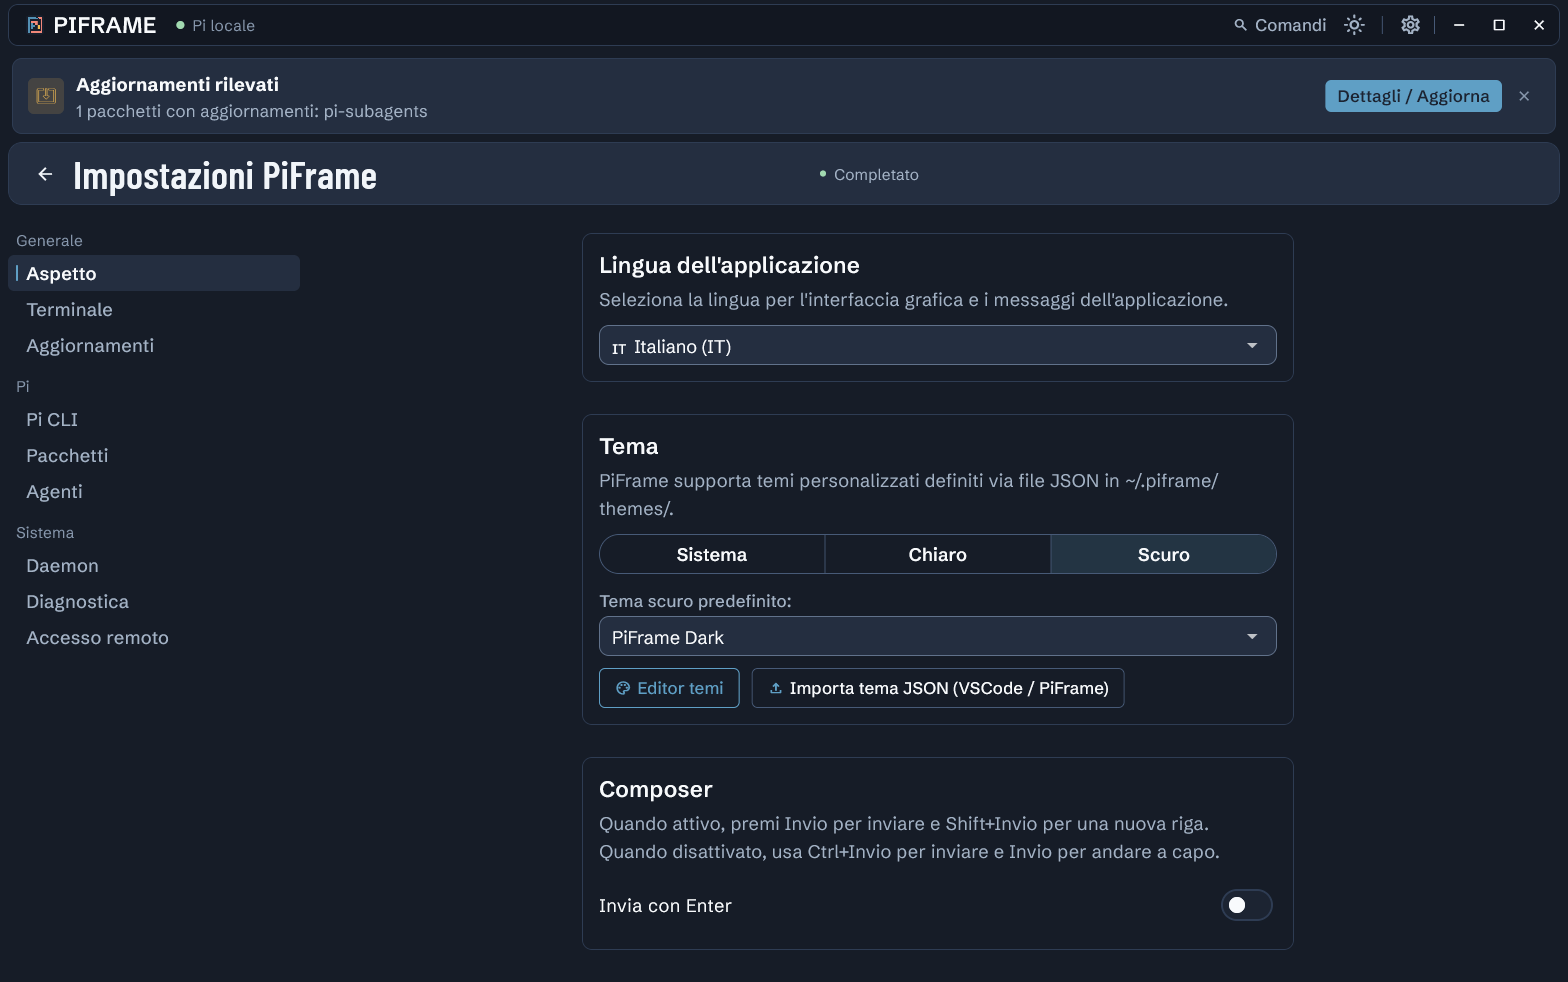 PIFRAME
Pi locale
Comandi
Aggiornamenti rilevati
1 pacchetti con aggiornamenti: pi-subagents
Dettagli / Aggiorna
Impostazioni PiFrame
Completato
Generale
Aspetto
Terminale
Aggiornamenti
Pi
Pi CLI
Pacchetti
Agenti
Sistema
Daemon
Diagnostica
Accesso remoto
Lingua dell'applicazione
Seleziona la lingua per l'interfaccia grafica e i messaggi dell'applicazione.
IT Italiano (IT)
Tema
PiFrame supporta temi personalizzati definiti via file JSON in ~/.piframe/
themes/.
Sistema
Chiaro
Scuro
Tema scuro predefinito:
PiFrame Dark
Editor temi
Importa tema JSON (VSCode / PiFrame)
Composer
Quando attivo, premi Invio per inviare e Shift+Invio per una nuova riga.
Quando disattivato, usa Ctrl+Invio per inviare e Invio per andare a capo.
Invia con Enter